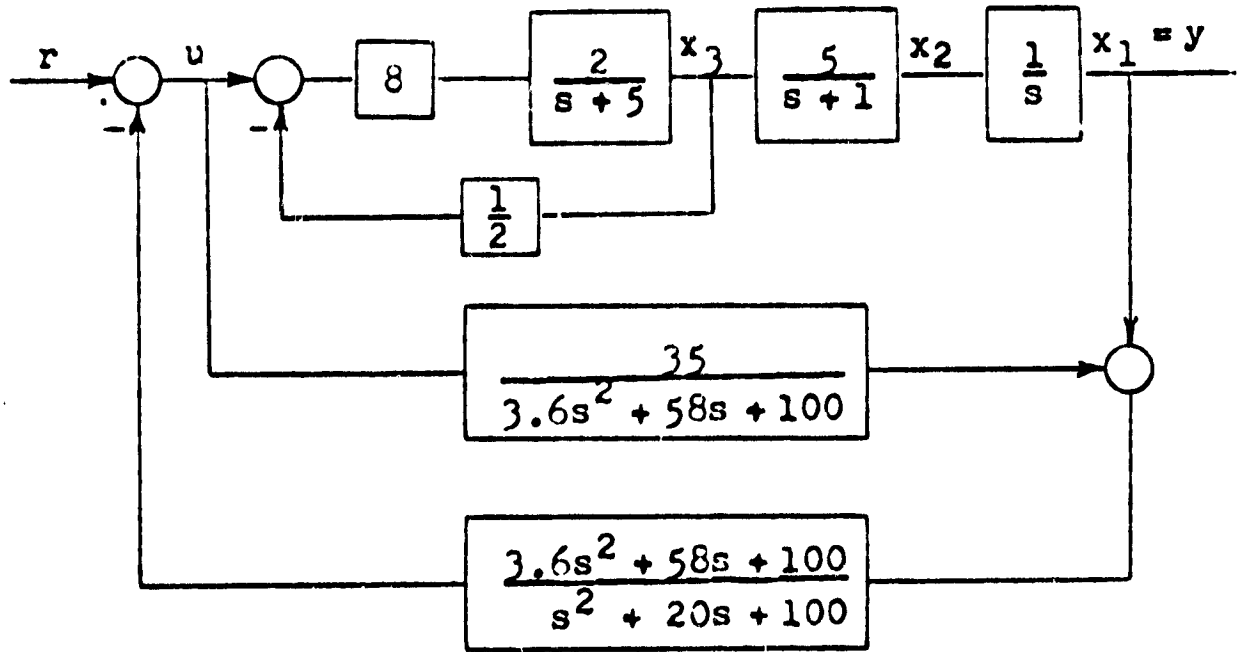 r
u
-
-
8
2
s + 5
x3
5
s + 1
x2
1
s
x1 = y
1
2
35
3.6s² + 58s + 100
3.6s² + 58s + 100
s² + 20s + 100